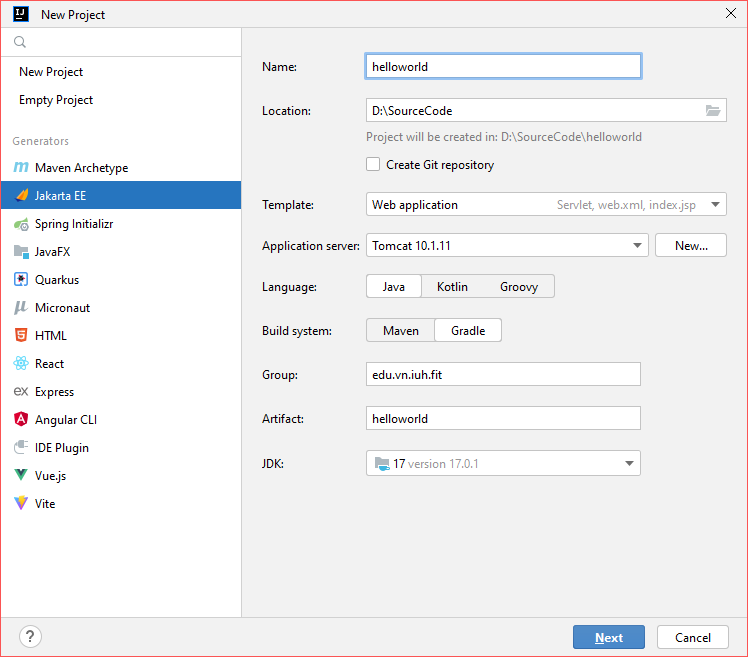 New Project
New Project
Empty Project
Generators
Maven Archetype
Jakarta EE
Spring Initializr
JavaFX
Quarkus
Micronaut
HTML
React
ex Express
Angular CLI
IDE Plugin
Vue.js
Vite
Name: helloworld
Location: D:\SourceCode
Project will be created in: D:\SourceCode\helloworld
Create Git repository
Template: Web application Servlet, web.xml, index.jsp
Application server: Tomcat 10.1.11 New...
Language: Java Kotlin Groovy
Build system: Maven Gradle
Group: edu.vn.iuh.fit
Artifact: helloworld
JDK: 17 version 17.0.1
? Next Cancel